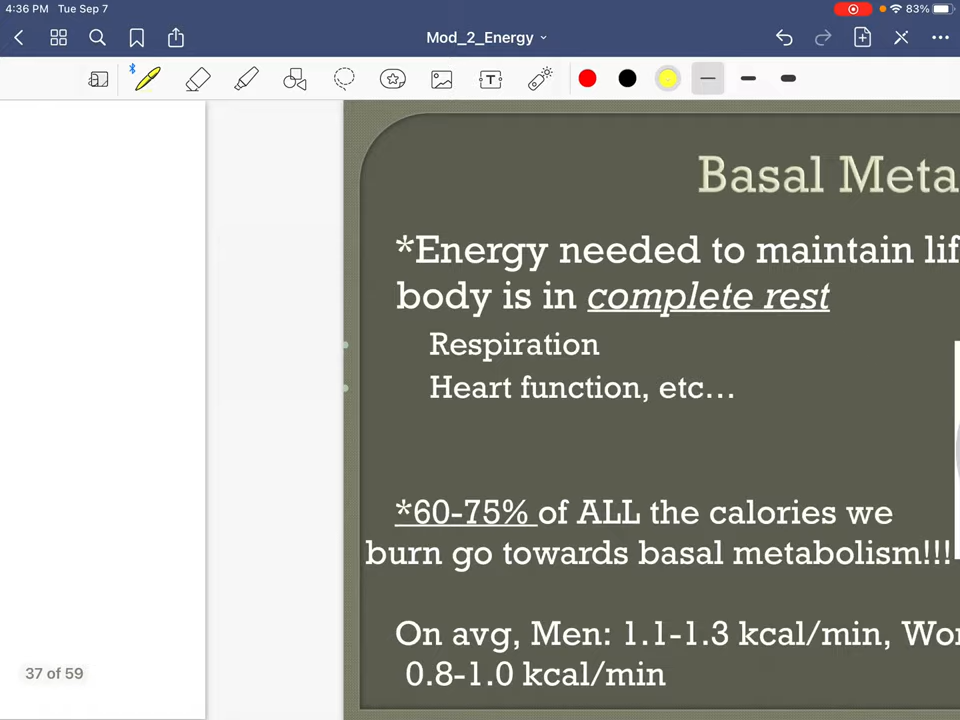 4:36 PM Tue Sep 7
83%
Mod_2_Energy
T
Basal Meta
*Energy needed to maintain lif
body is in complete rest
Respiration
Heart function, etc...
*60-75% of ALL the calories we
burn go towards basal metabolism!!!
On avg, Men: 1.1-1.3 kcal/min, Wo
0.8-1.0 kcal/min
37 of 59